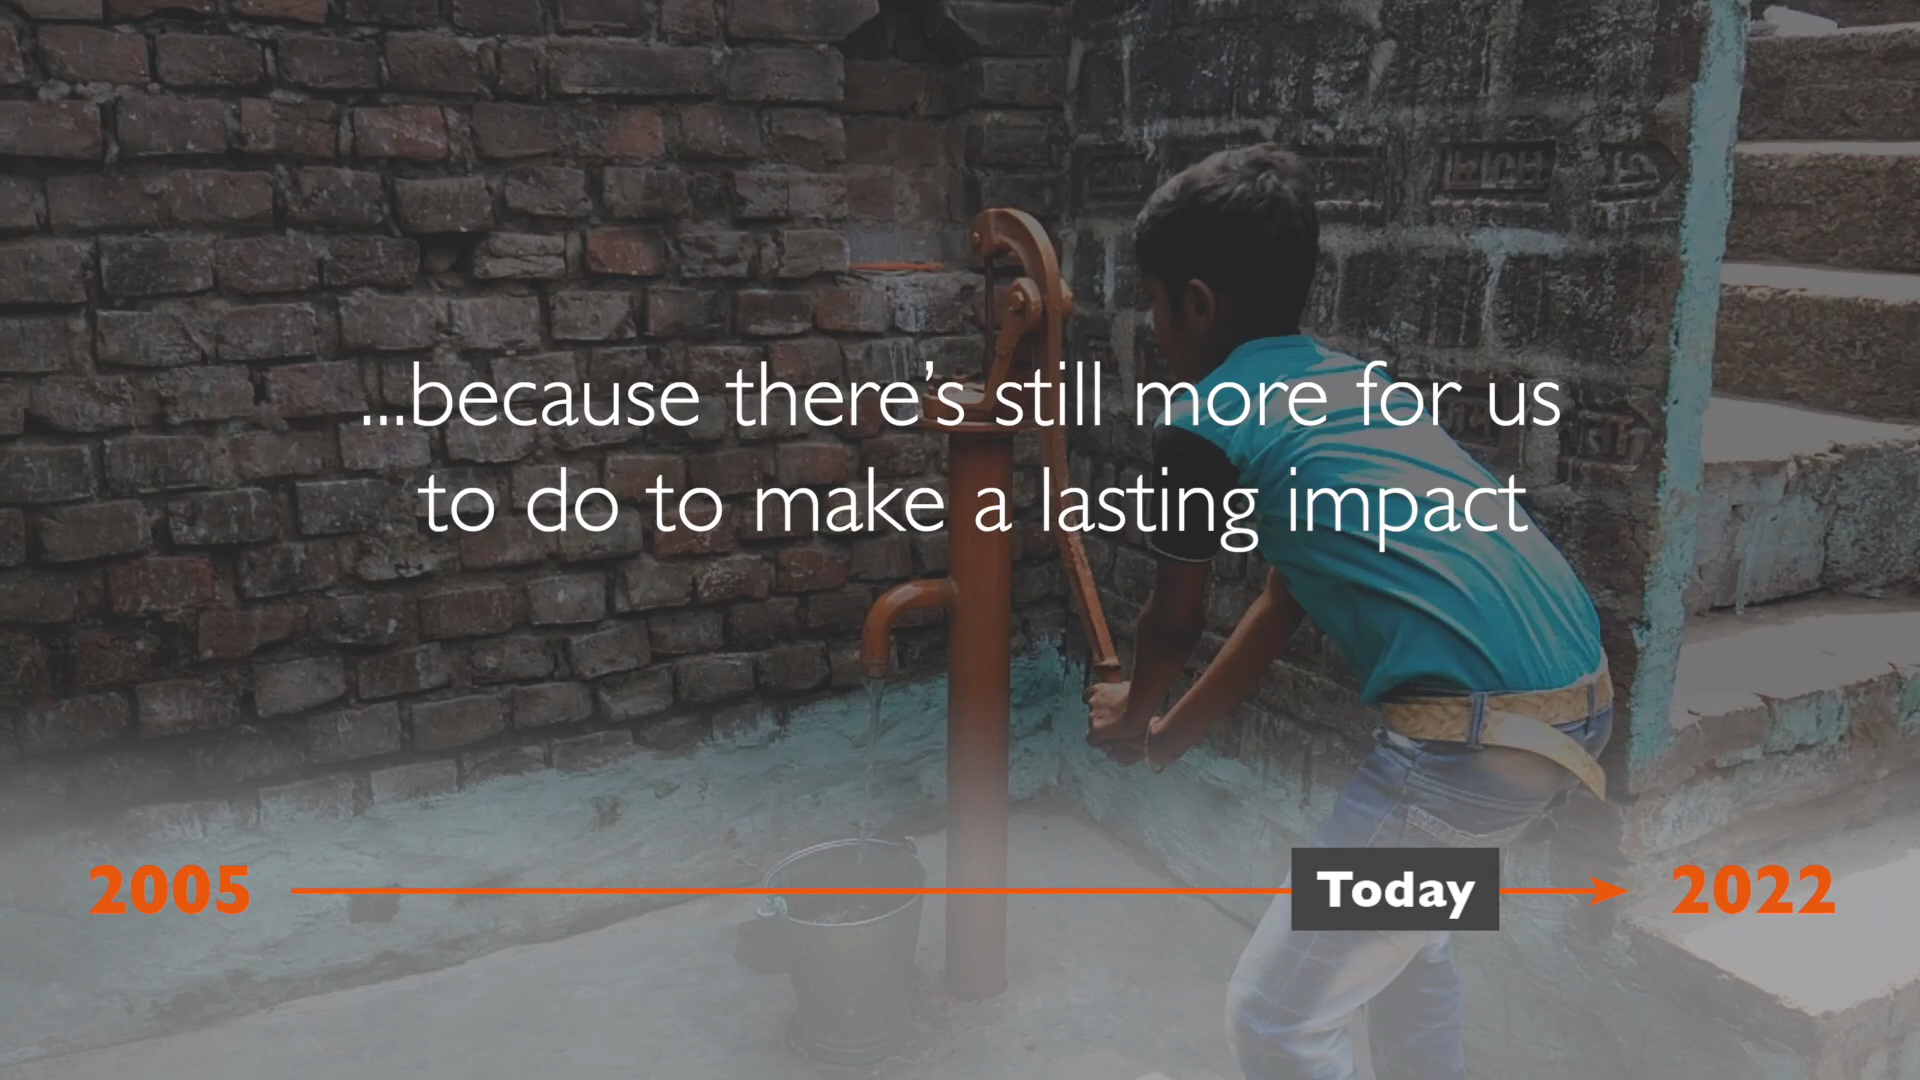 ...because there’s still more for us
to do to make a lasting impact
2005
Today
2022